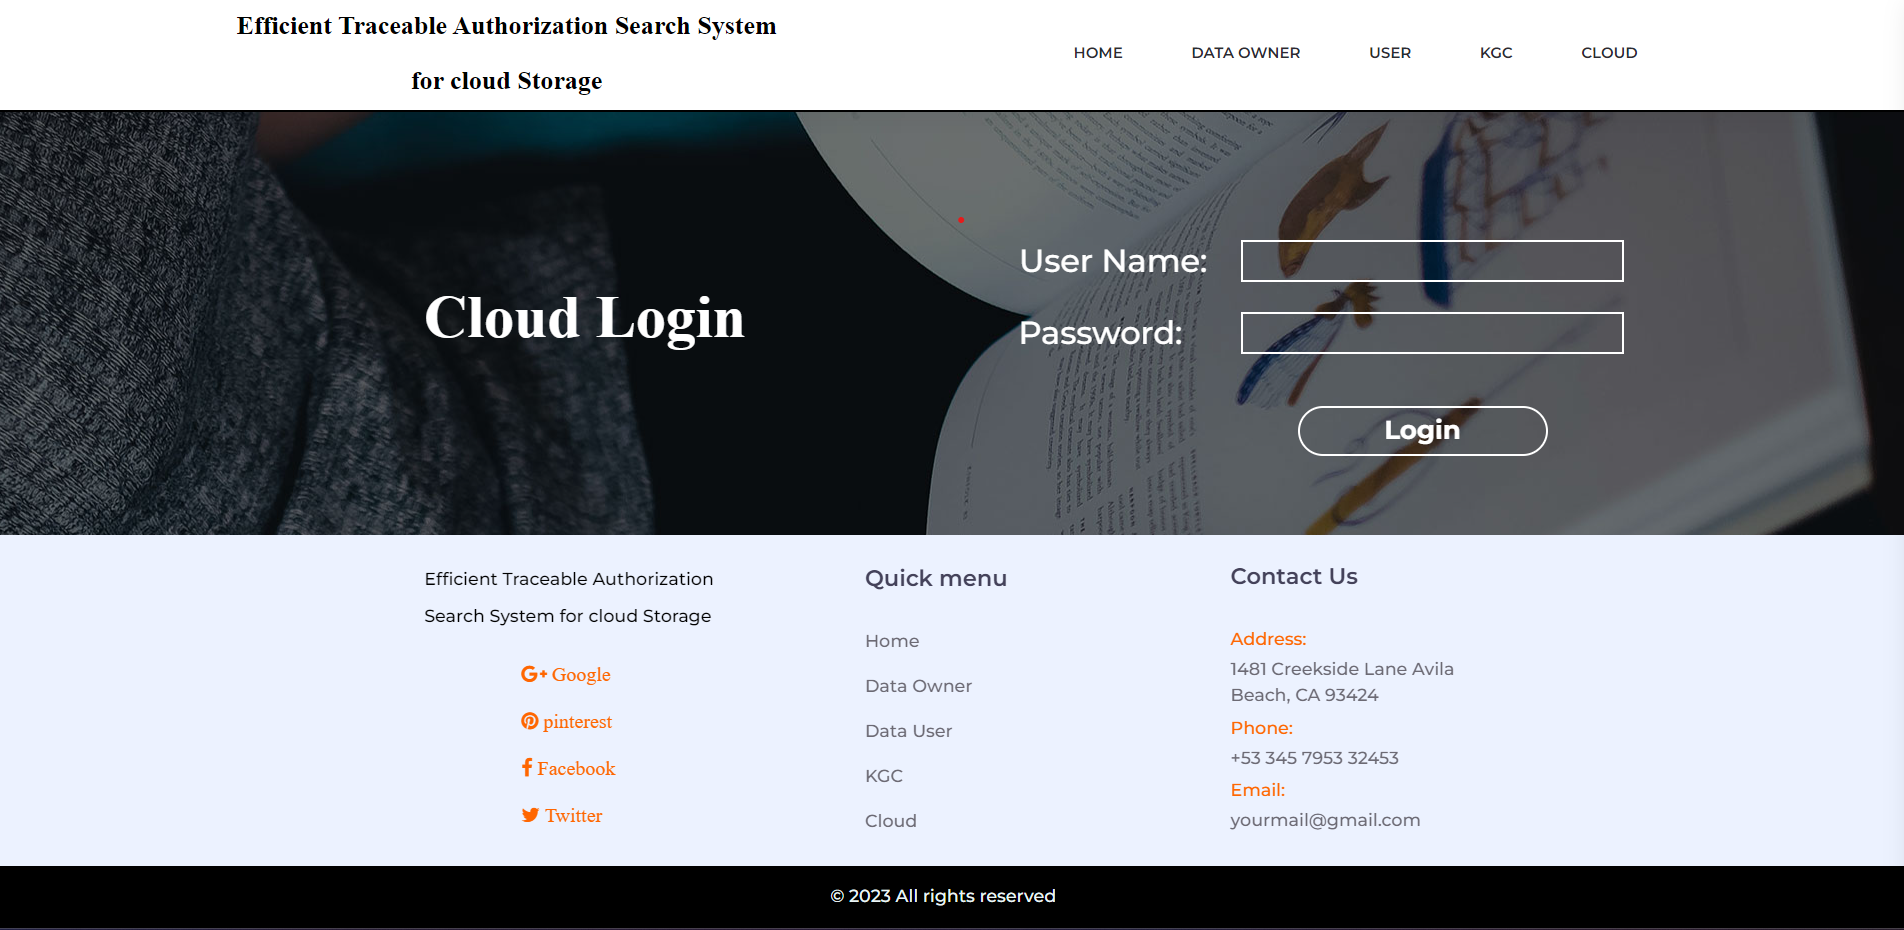 Efficient Traceable Authorization Search System
for cloud Storage
HOME
DATA OWNER
USER
KGC
CLOUD
Cloud Login
User Name:
Password:
Login
Efficient Traceable Authorization
Search System for cloud Storage
Google
pinterest
Facebook
Twitter
Quick menu
Home
Data Owner
Data User
KGC
Cloud
Contact Us
Address:
1481 Creekside Lane Avila
Beach, CA 93424
Phone:
+53 345 7953 32453
Email:
yourmail@gmail.com
© 2023 All rights reserved